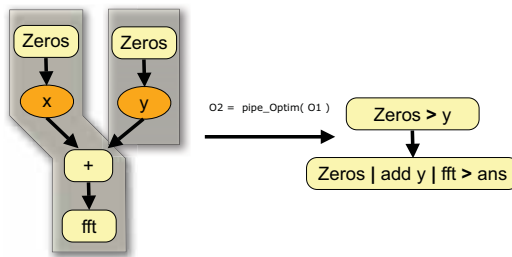 Zeros
Zeros
x
y
+
fft
O2 = pipe_Optim( O1 )
Zeros > y
Zeros | add y | fft > ans